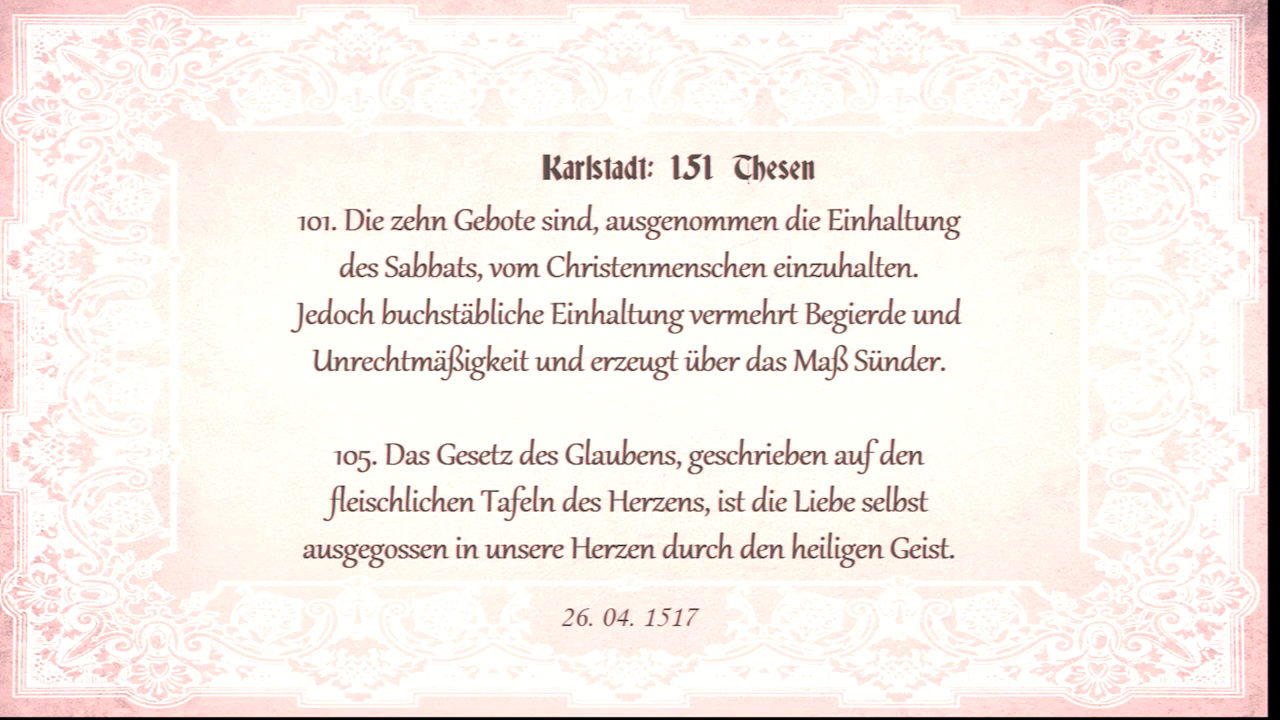 Karlstadt: 151 Thesen
101. Die zehn Gebote sind, ausgenommen die Einhaltung
des Sabbats, vom Christenmenschen einzuhalten.
Jedoch buchstäbliche Einhaltung vermehrt Begierde und
Unrechtmäßigkeit und erzeugt über das Maß Sünder.
105. Das Gesetz des Glaubens, geschrieben auf den
fleischlichen Tafeln des Herzens, ist die Liebe selbst
ausgegossen in unsere Herzen durch den heiligen Geist.
26. 04. 1517